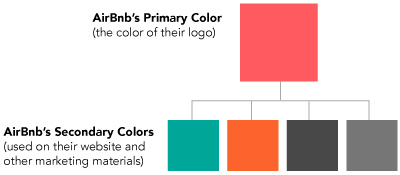 AirBnb's Primary Color
(the color of their logo)
AirBnb's Secondary Colors
(used on their website and
other marketing materials)